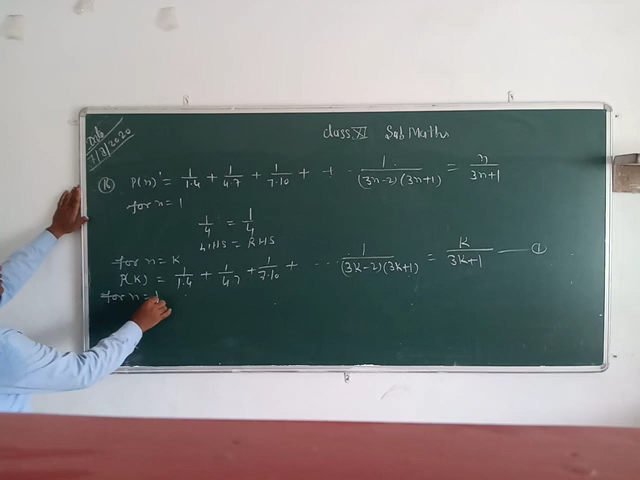 class XI Sub Maths
7/3/2020
P(n): = 1/1.4 + 1/4.7 + 1/7.10 + ... 1/(3n-2)(3n+1) = n/3n+1
for n = 1
1/4 = 1/4
LHS = RHS
for n = K
P(K) = 1/1.4 + 1/4.7 + 1/7.10 + ... 1/(3K-2)(3K+1) = K/3K+1 — ①
for n =